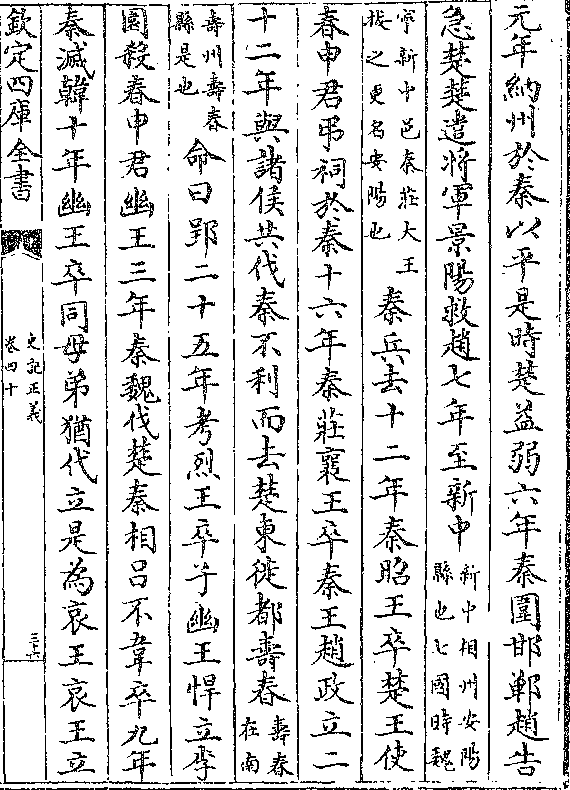 元年納州於秦以平是時楚益弱六年秦圍邯鄲趙告
急楚楚遣將軍景陽救趙七年至新中
新中相州安陽
縣也七國時魏
寧新中邑秦莊大王
拔之更名安陽也
秦兵去十二年秦昭王卒楚王使
春申君弔祠於秦十六年秦莊襄王卒秦王趙政立二
十二年與諸侯共伐秦不利而去楚東徙都壽春
壽春
在南
壽州壽春
縣是也
命曰郢二十五年考烈王卒子幽王悍立李
園殺春申君幽王三年秦魏伐楚秦相呂不韋卒九年
秦滅韓十年幽王卒同母弟猶代立是為哀王哀王立
欽定四庫全書
史記正義
卷四十
三十六